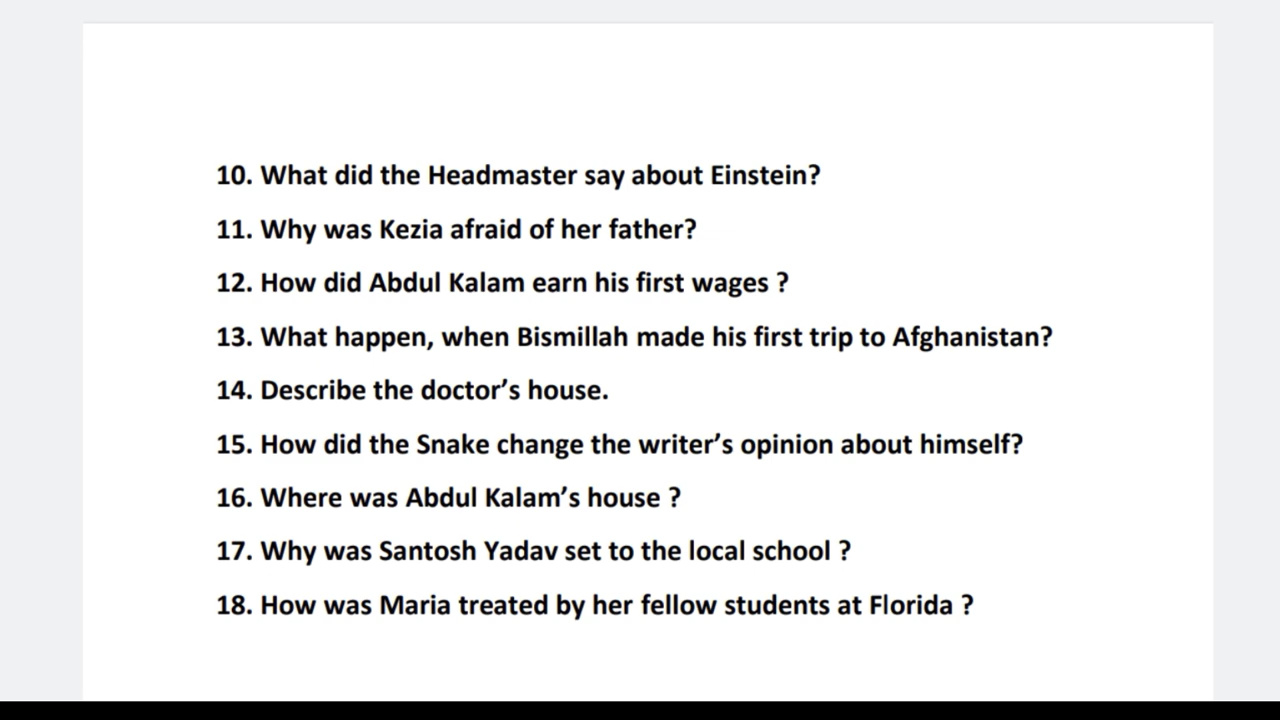 10. What did the Headmaster say about Einstein?
11. Why was Kezia afraid of her father?
12. How did Abdul Kalam earn his first wages ?
13. What happen, when Bismillah made his first trip to Afghanistan?
14. Describe the doctor’s house.
15. How did the Snake change the writer’s opinion about himself?
16. Where was Abdul Kalam’s house ?
17. Why was Santosh Yadav set to the local school ?
18. How was Maria treated by her fellow students at Florida ?